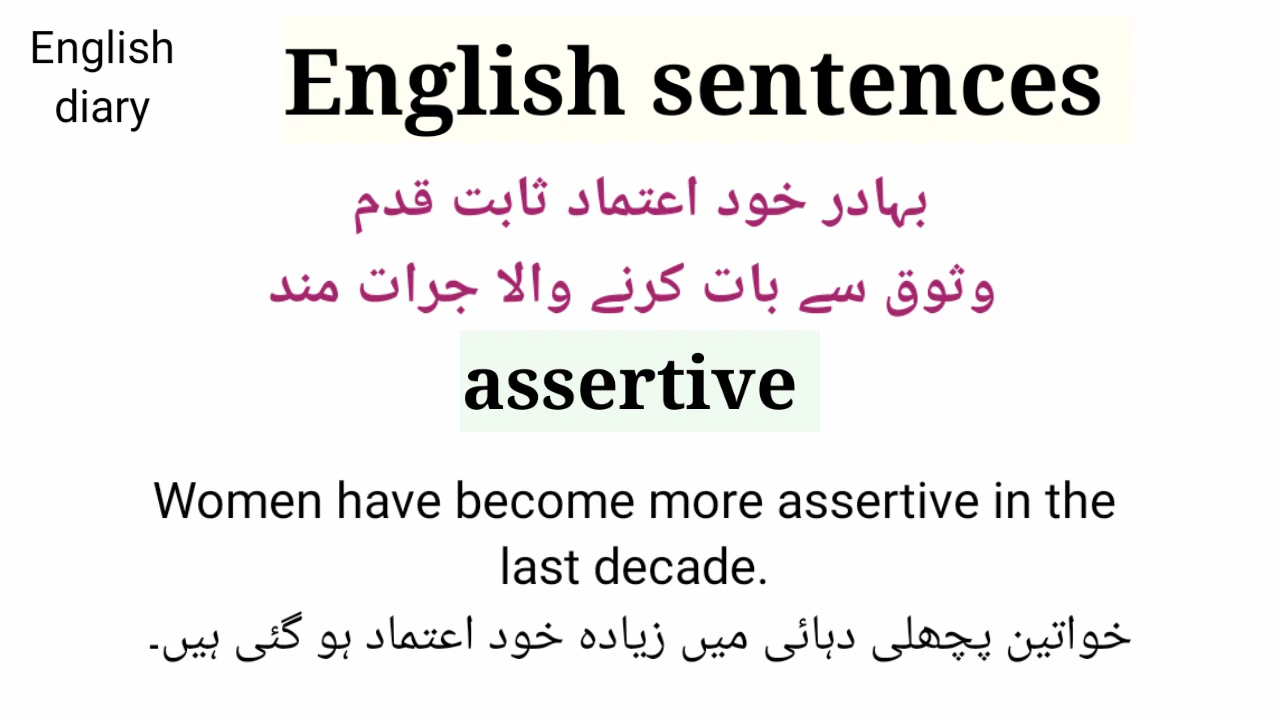 English
diary
English sentences
بہادر خود اعتماد ثابت قدم
وثوق سے بات کرنے والا جرات مند
assertive
Women have become more assertive in the
last decade.
خواتین پچھلی دہائی میں زیادہ خود اعتماد ہو گئی ہیں۔